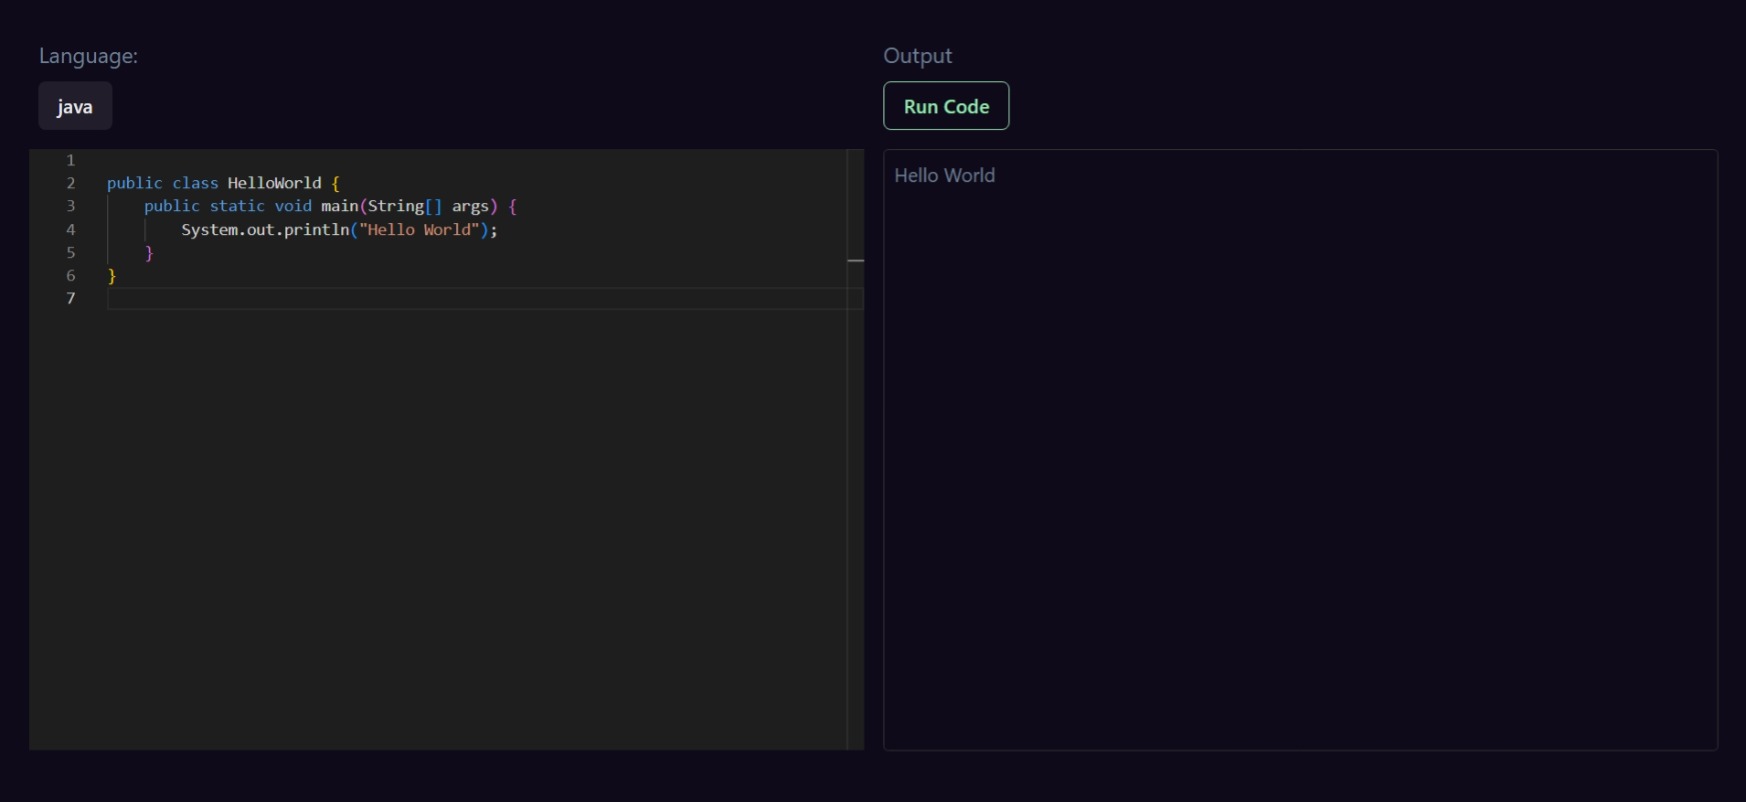 Language:
java
1
2 public class HelloWorld {
3     public static void main(String[] args) {
4         System.out.println("Hello World");
5     }
6 }
7
Output
Run Code
Hello World